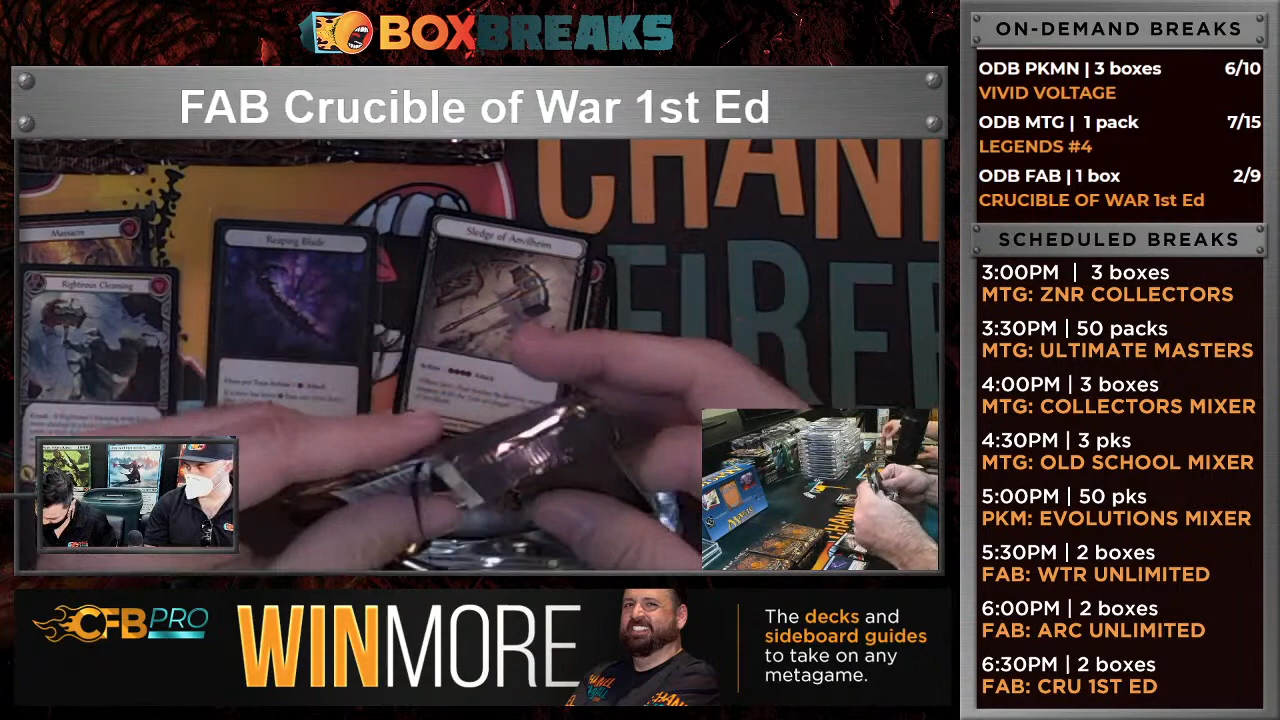 BOXBREAKS
FAB Crucible of War 1st Ed
CHAN
FIREF
Massacre
Righteous Cleansing
Reaping Blade
Sledge of Anvilheim
CFBPRO
WINMORE
The decks and
sideboard guides
to take on any
metagame.
ON-DEMAND BREAKS
ODB PKMN | 3 boxes 6/10
VIVID VOLTAGE
ODB MTG | 1 pack 7/15
LEGENDS #4
ODB FAB | 1 box 2/9
CRUCIBLE OF WAR 1st Ed
SCHEDULED BREAKS
3:00PM | 3 boxes
MTG: ZNR COLLECTORS
3:30PM | 50 packs
MTG: ULTIMATE MASTERS
4:00PM | 3 boxes
MTG: COLLECTORS MIXER
4:30PM | 3 pks
MTG: OLD SCHOOL MIXER
5:00PM | 50 pks
PKM: EVOLUTIONS MIXER
5:30PM | 2 boxes
FAB: WTR UNLIMITED
6:00PM | 2 boxes
FAB: ARC UNLIMITED
6:30PM | 2 boxes
FAB: CRU 1ST ED